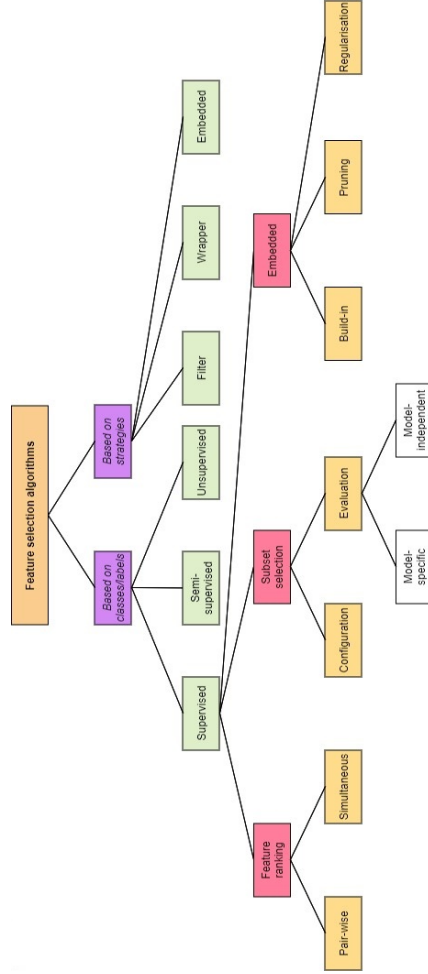 Feature selection algorithms
Based on
classes/labels
Based on
strategies
Supervised
Semi-
supervised
Unsupervised
Filter
Wrapper
Embedded
Feature
ranking
Subset
selection
Embedded
Pair-wise
Simultaneous
Configuration
Evaluation
Build-in
Pruning
Regularisation
Model-
specific
Model-
independent